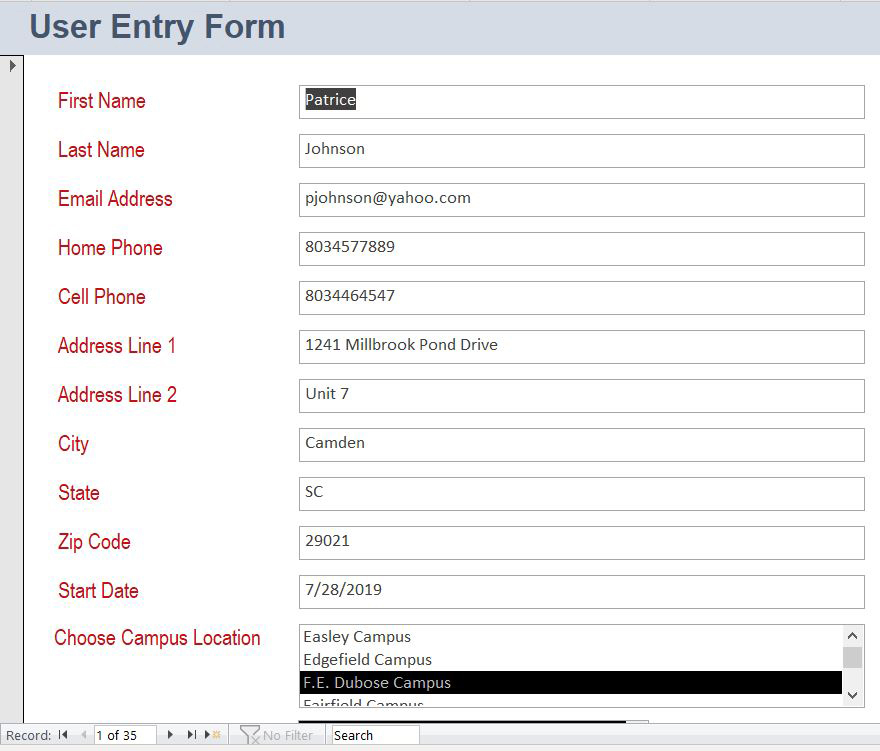 User Entry Form
First Name Patrice
Last Name Johnson
Email Address pjohnson@yahoo.com
Home Phone 8034577889
Cell Phone 8034464547
Address Line 1 1241 Millbrook Pond Drive
Address Line 2 Unit 7
City Camden
State SC
Zip Code 29021
Start Date 7/28/2019
Choose Campus Location Easley Campus
Edgefield Campus
F.E. Dubose Campus
Fairfield Campus
Record: 1 of 35 No Filter Search